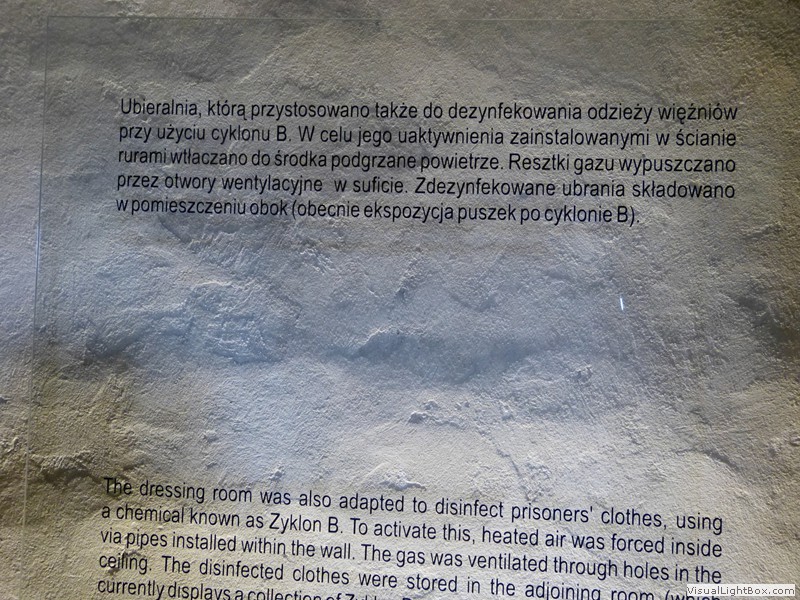 Ubieralnia, którą przystosowano także do dezynfekowania odzieży więźniów
przy użyciu cyklonu B. W celu jego uaktywnienia zainstalowanymi w ścianie
rurami wtłaczano do środka podgrzane powietrze. Resztki gazu wypuszczano
przez otwory wentylacyjne w suficie. Zdezynfekowane ubrania składowano
w pomieszczeniu obok (obecnie ekspozycja puszek po cyklonie B).
The dressing room was also adapted to disinfect prisoners' clothes, using
a chemical known as Zyklon B. To activate this, heated air was forced inside
via pipes installed within the wall. The gas was ventilated through holes in the
ceiling. The disinfected clothes were stored in the adjoining room (which
currently displays a collection of Zyklon
VisualLightBox.com